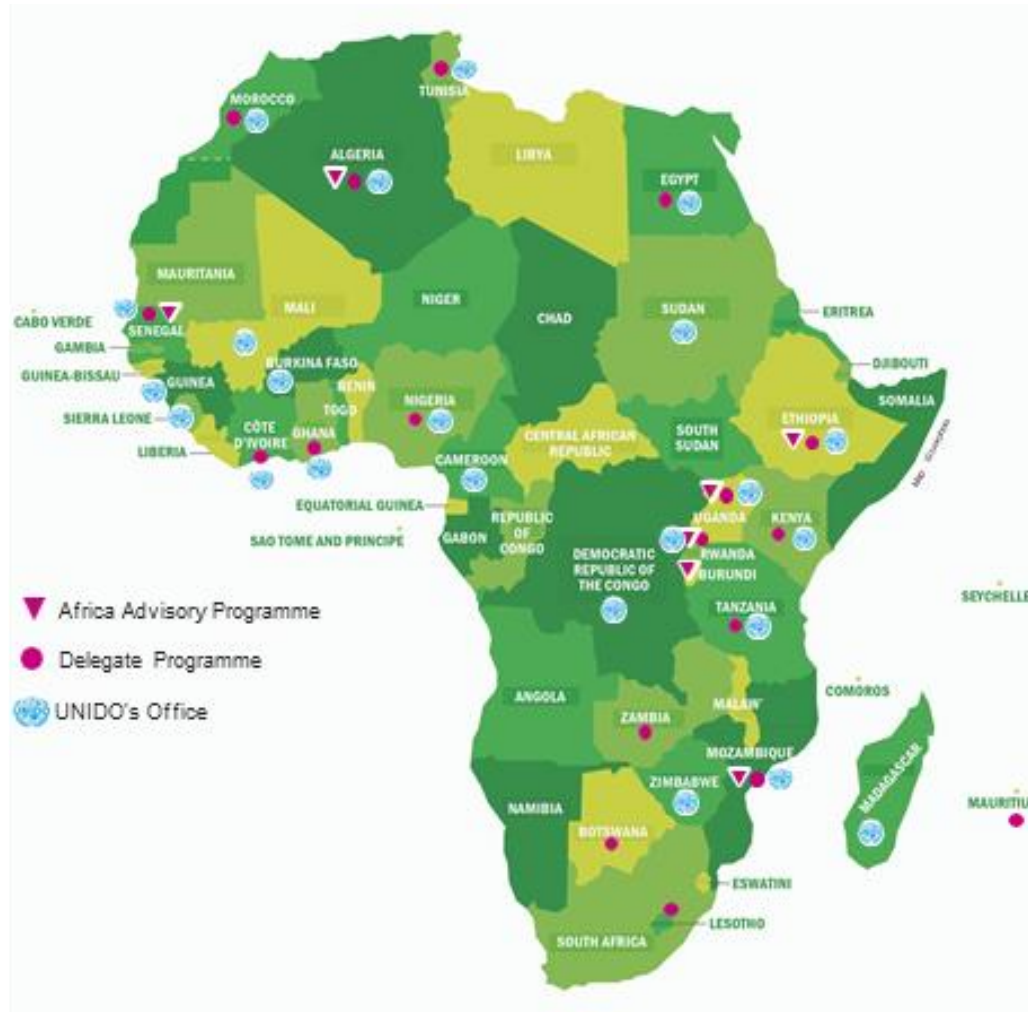 TUNISIA
MOROCCO
ALGERIA
LIBYA
EGYPT
MAURITANIA
MALI
NIGER
CHAD
SUDAN
ERITREA
CABO VERDE
SENEGAL
GAMBIA
GUINEA-BISSAU
GUINEA
BURKINA FASO
BENIN
TOGO
NIGERIA
DJIBOUTI
SOMALIA
ETHIOPIA
SIERRA LEONE
CÔTE
D'IVOIRE
GHANA
LIBERIA
CAMEROON
CENTRAL AFRICAN
REPUBLIC
SOUTH
SUDAN
EQUATORIAL GUINEA
SAO TOME AND PRINCIPE
GABON
REPUBLIC
OF
CONGO
DEMOCRATIC
REPUBLIC OF
THE CONGO
UGANDA
KENYA
RWANDA
BURUNDI
TANZANIA
SEYCHELLE
Africa Advisory Programme
Delegate Programme
UNIDO's Office
ANGOLA
ZAMBIA
MALAW'
COMOROS
MOZAMBIQUE
ZIMBABWE
MADAGASCAR
MAURITIU
NAMIBIA
BOTSWANA
ESWATINI
LESOTHO
SOUTH AFRICA